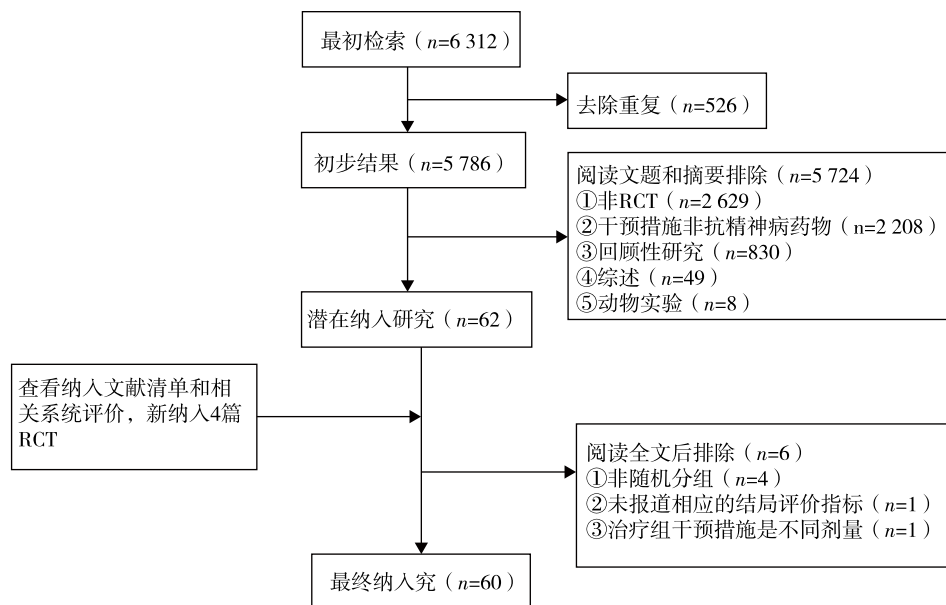 最初检索（n=6 312）
去除重复（n=526）
初步结果（n=5 786）
阅读文题和摘要排除（n=5 724）
①非RCT（n=2 629）
②干预措施非抗精神病药物（n=2 208）
③回顾性研究（n=830）
④综述（n=49）
⑤动物实验（n=8）
潜在纳入研究（n=62）
查看纳入文献清单和相
关系统评价，新纳入4篇
RCT
阅读全文后排除（n=6）
①非随机分组（n=4）
②未报道相应的结局评价指标（n=1）
③治疗组干预措施是不同剂量（n=1）
最终纳入究（n=60）